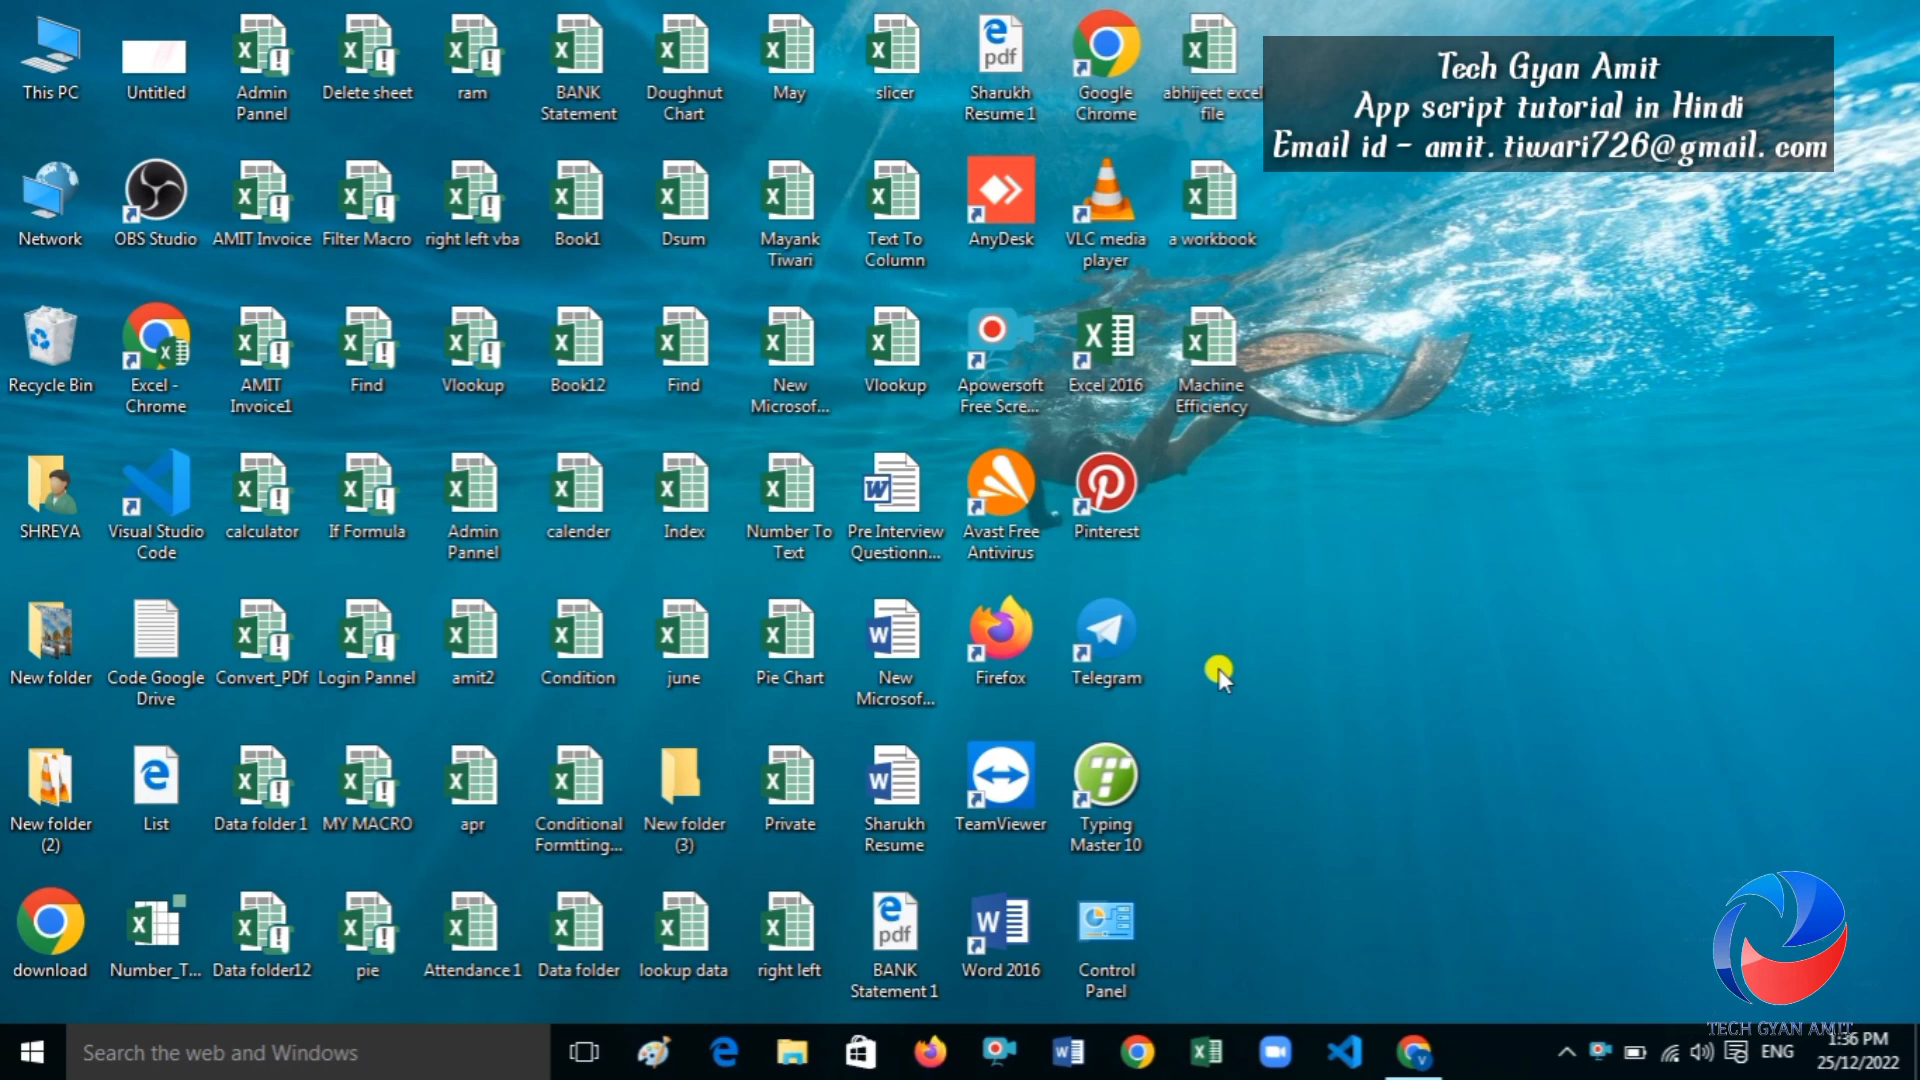 This PC
Untitled
Admin
Pannel
Delete sheet
ram
BANK
Statement
Doughnut
Chart
May
slicer
Sharukh
Resume 1
Google
Chrome
abhijeet excel
file
Tech Gyan Amit
App script tutorial in Hindi
Email id - amit.tiwari726@gmail.com
Network
OBS Studio
AMIT Invoice
Filter Macro
right left vba
Book1
Dsum
Mayank
Tiwari
Text To
Column
AnyDesk
VLC media
player
a workbook
Recycle Bin
Excel -
Chrome
AMIT
Invoice1
Find
Vlookup
Book12
Find
New
Microsof...
Vlookup
Apowersoft
Free Scre...
Excel 2016
Machine
Efficiency
SHREYA
Visual Studio
Code
calculator
If Formula
Admin
Pannel
calender
Index
Number To
Text
Pre Interview
Questionn...
Avast Free
Antivirus
Pinterest
New folder
Code Google
Drive
Convert_PDf
Login Pannel
amit2
Condition
june
Pie Chart
New
Microsof...
Firefox
Telegram
New folder
(2)
List
Data folder 1
MY MACRO
apr
Conditional
Formtting...
New folder
(3)
Private
Sharukh
Resume
TeamViewer
Typing
Master 10
download
Number_T...
Data folder12
pie
Attendance 1
Data folder
lookup data
right left
BANK
Statement 1
Word 2016
Control
Panel
pdf
pdf
TECH GYAN AMIT
Search the web and Windows
ENG
1:36 PM
25/12/2022